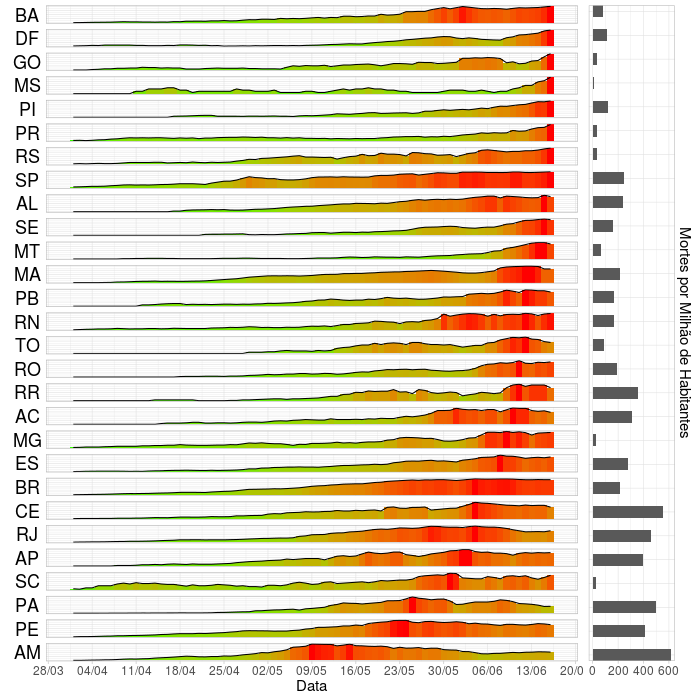 BA
DF
GO
MS
PI
PR
RS
SP
AL
SE
MT
MA
PB
RN
TO
RO
RR
AC
MG
ES
BR
CE
RJ
AP
SC
PA
PE
AM
28/03 04/04 11/04 18/04 25/04 02/05 09/05 16/05 23/05 30/05 06/06 13/06 20/0
Data
0 200 400 600
Mortes por Milhão de Habitantes